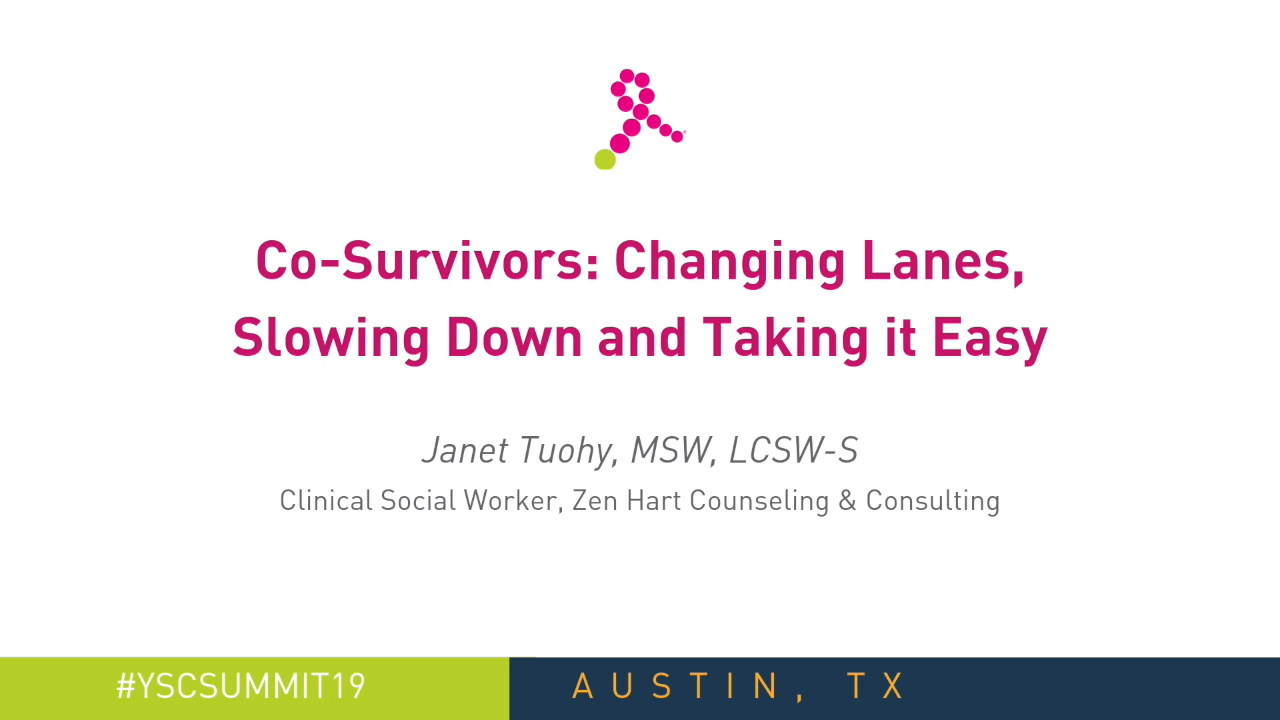 Co-Survivors: Changing Lanes,
Slowing Down and Taking it Easy
Janet Tuohy, MSW, LCSW-S
Clinical Social Worker, Zen Hart Counseling & Consulting
#YSCSUMMIT19
AUSTIN, TX